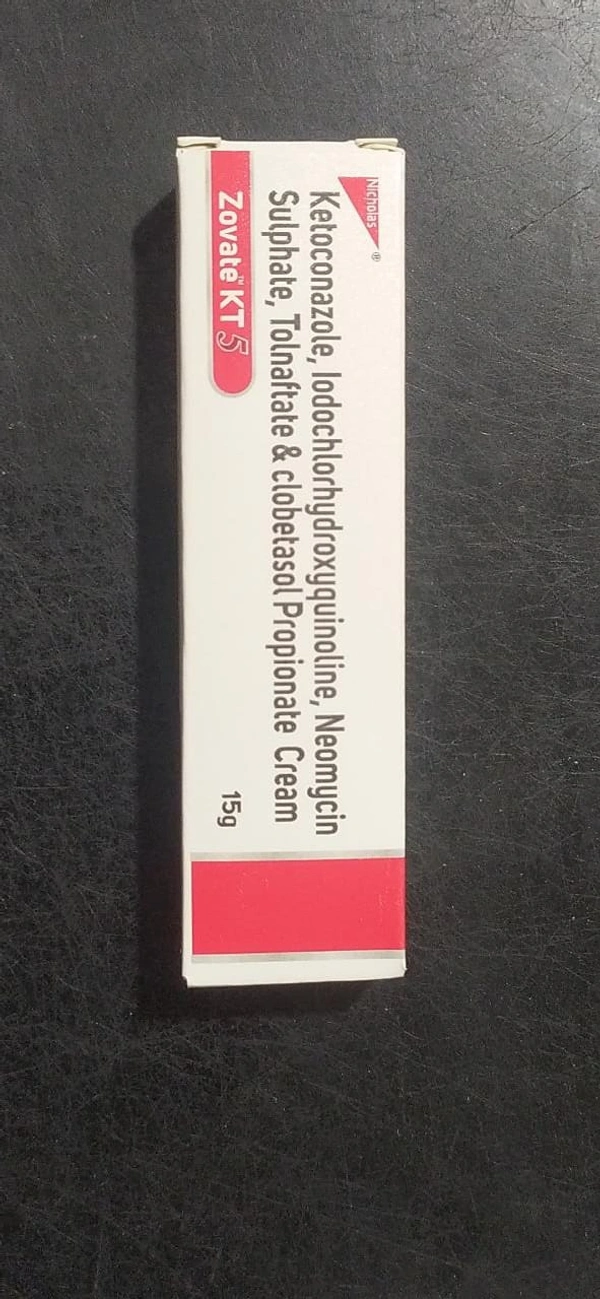 Nicholas ®
Ketoconazole, Iodochlorhydroxyquinoline, Neomycin
Sulphate, Tolnaftate & clobetasol Propionate Cream
Zovate™ KT 5
15g